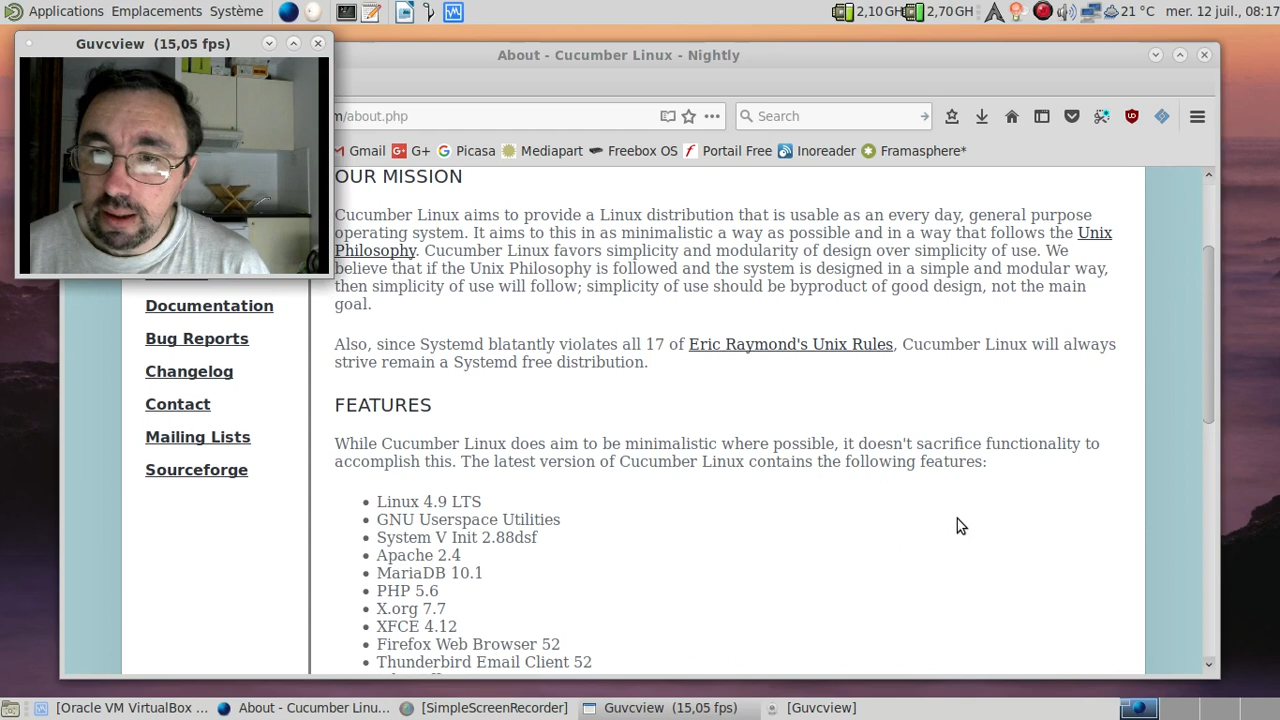 Applications Emplacements Système
2,10 GH 2,70 GH 21 °C mer. 12 juil., 08:17
Guvcview (15,05 fps)
About - Cucumber Linux - Nightly
m/about.php
Search
Gmail G+ Picasa Mediapart Freebox OS Portail Free Inoreader Framasphere*
OUR MISSION
Cucumber Linux aims to provide a Linux distribution that is usable as an every day, general purpose
operating system. It aims to this in as minimalistic a way as possible and in a way that follows the Unix
Philosophy. Cucumber Linux favors simplicity and modularity of design over simplicity of use. We
believe that if the Unix Philosophy is followed and the system is designed in a simple and modular way,
then simplicity of use will follow; simplicity of use should be byproduct of good design, not the main
goal.
Also, since Systemd blatantly violates all 17 of Eric Raymond's Unix Rules, Cucumber Linux will always
strive remain a Systemd free distribution.
Documentation
Bug Reports
Changelog
Contact
Mailing Lists
Sourceforge
FEATURES
While Cucumber Linux does aim to be minimalistic where possible, it doesn't sacrifice functionality to
accomplish this. The latest version of Cucumber Linux contains the following features:
• Linux 4.9 LTS
• GNU Userspace Utilities
• System V Init 2.88dsf
• Apache 2.4
• MariaDB 10.1
• PHP 5.6
• X.org 7.7
• XFCE 4.12
• Firefox Web Browser 52
• Thunderbird Email Client 52
[Oracle VM VirtualBox ... About - Cucumber Linu... [SimpleScreenRecorder] Guvcview (15,05 fps) [Guvcview]